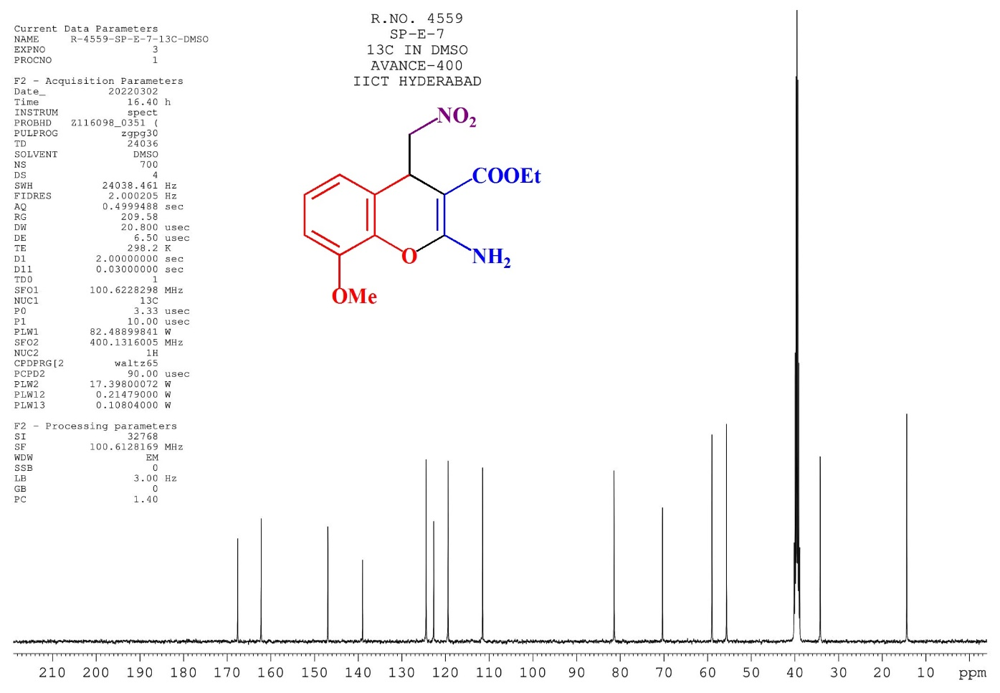 Current Data Parameters
NAME R-4559-SP-E-7-13C-DMSO
EXPNO 3
PROCNO 1
F2 - Acquisition Parameters
Date_ 20220302
Time 16.40 h
INSTRUM spect
PROBHD Z116098_0351 (
PULPROG zgpg30
TD 24036
SOLVENT DMSO
NS 700
DS 4
SWH 24038.461 Hz
FIDRES 2.000205 Hz
AQ 0.4999488 sec
RG 209.58
DW 20.800 usec
DE 6.50 usec
TE 298.2 K
D1 2.00000000 sec
D11 0.03000000 sec
TD0 1
SFO1 100.6228298 MHz
NUC1 13C
P0 3.33 usec
P1 10.00 usec
PLW1 82.48899841 W
SFO2 400.1316005 MHz
NUC2 1H
CPDPRG[2 waltz65
PCPD2 90.00 usec
PLW2 17.39800072 W
PLW12 0.21479000 W
PLW13 0.10804000 W
F2 - Processing parameters
SI 32768
SF 100.6128169 MHz
WDW EM
SSB 0
LB 3.00 Hz
GB 0
PC 1.40
R.NO. 4559
SP-E-7
13C IN DMSO
AVANCE-400
IICT HYDERABAD
NO2
COOEt
O
NH2
OMe
210 200 190 180 170 160 150 140 130 120 110 100 90 80 70 60 50 40 30 20 10 ppm